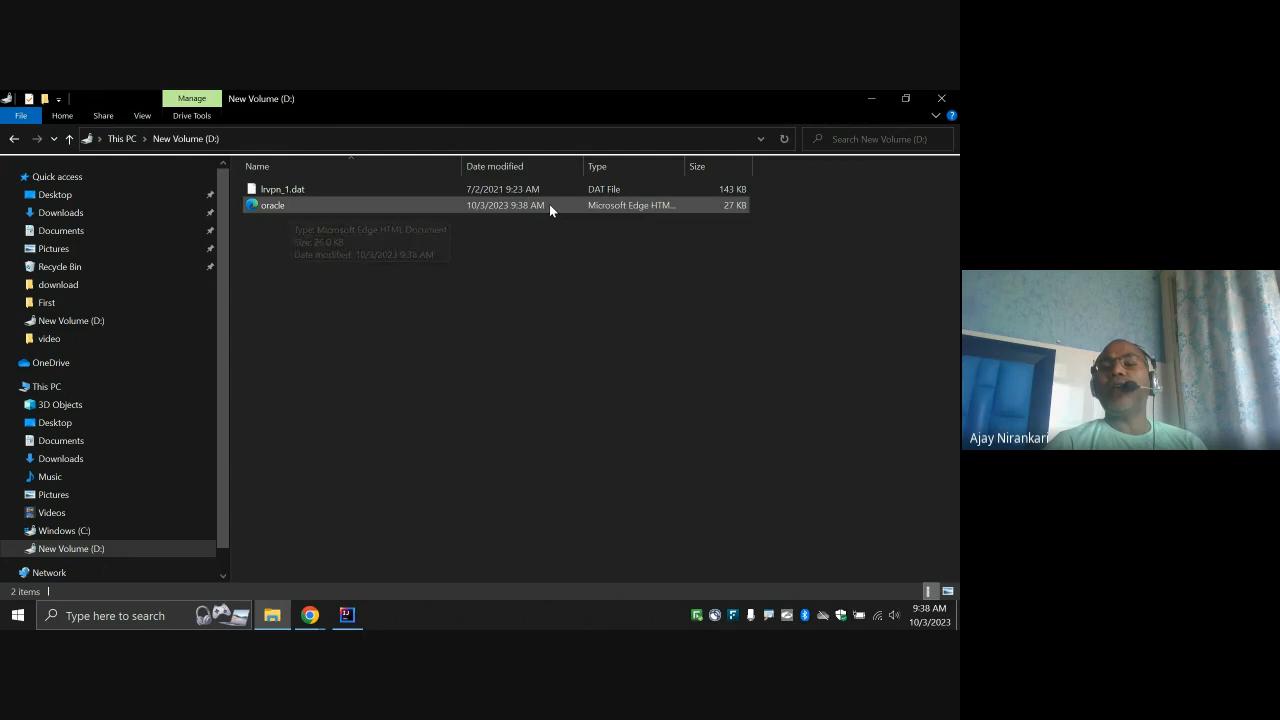 Manage
New Volume (D:)
File
Home
Share
View
Drive Tools
This PC
New Volume (D:)
Search New Volume (D:)
Name
Date modified
Type
Size
lrvpn_1.dat
7/2/2021 9:23 AM
DAT File
143 KB
oracle
10/3/2023 9:38 AM
Microsoft Edge HTM...
27 KB
Type: Microsoft Edge HTML Document
Size: 26.0 KB
Date modified: 10/3/2023 9:38 AM
Quick access
Desktop
Downloads
Documents
Pictures
Recycle Bin
download
First
New Volume (D:)
video
OneDrive
This PC
3D Objects
Desktop
Documents
Downloads
Music
Pictures
Videos
Windows (C:)
New Volume (D:)
Network
2 items
Type here to search
9:38 AM
10/3/2023
Ajay Nirankari